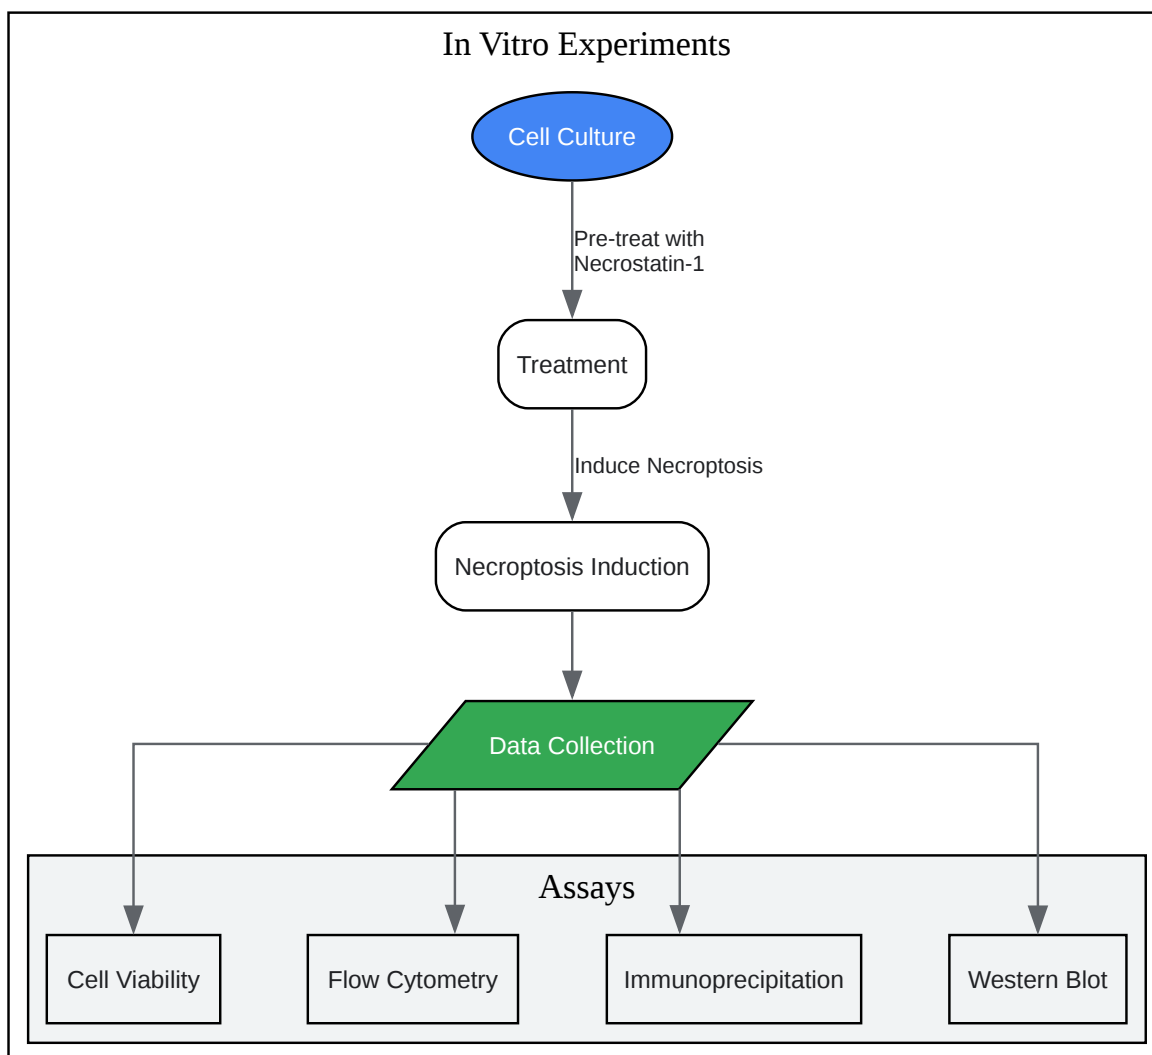 In Vitro Experiments
Cell Culture
Pre-treat with
Necrostatin-1
Treatment
Induce Necroptosis
Necroptosis Induction
Data Collection
Assays
Cell Viability
Flow Cytometry
Immunoprecipitation
Western Blot